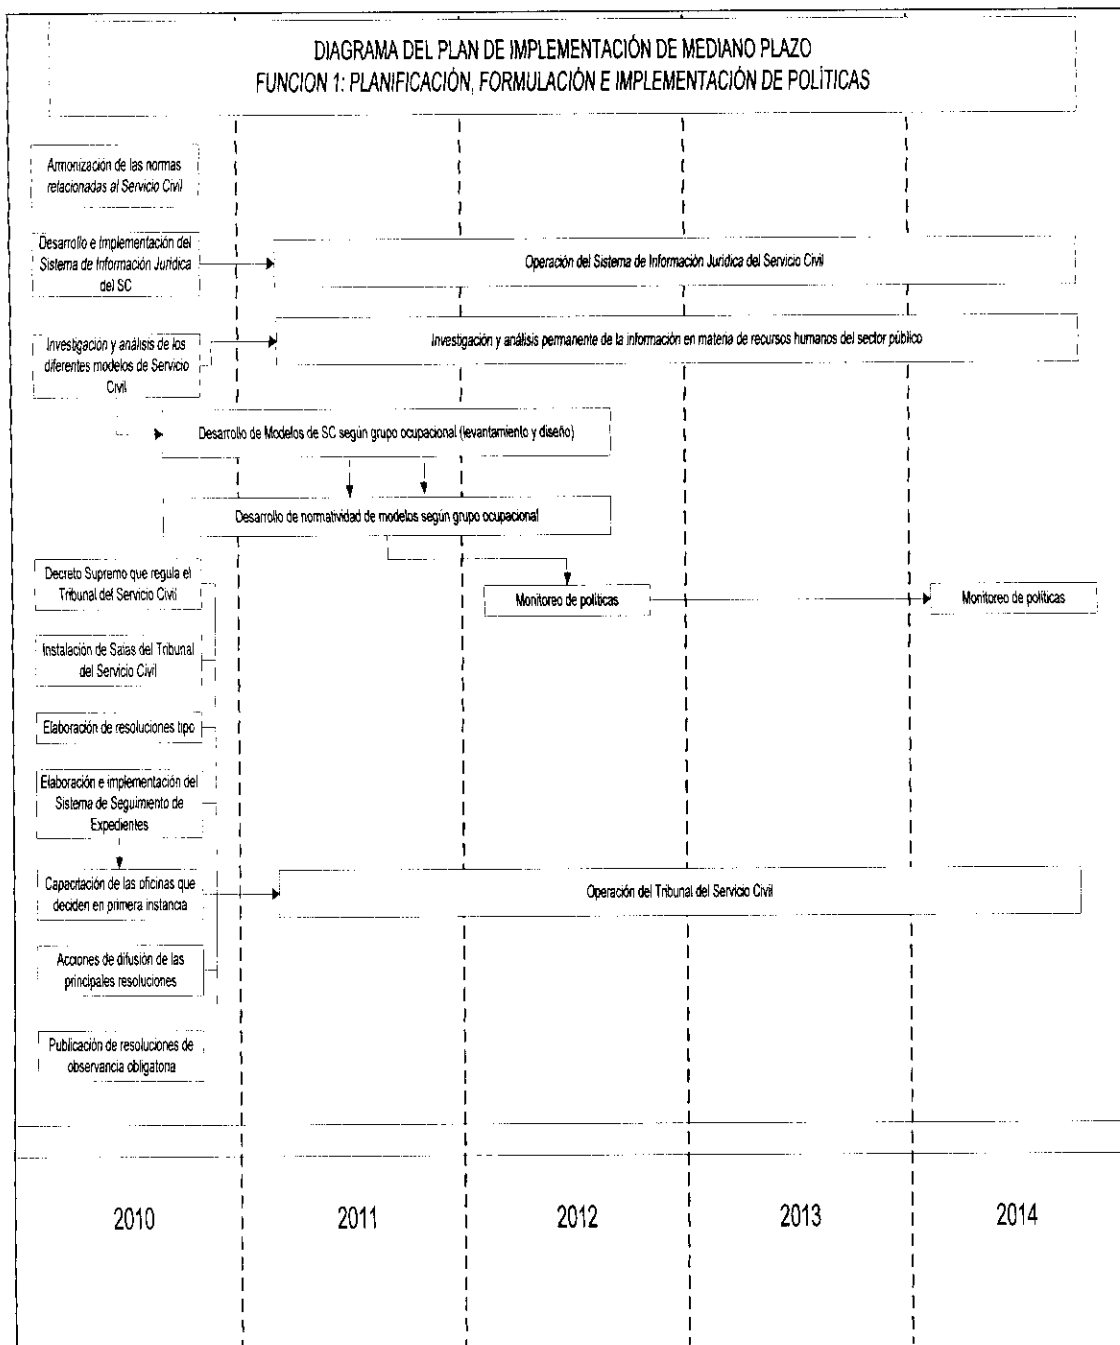 DIAGRAMA DEL PLAN DE IMPLEMENTACIÓN DE MEDIANO PLAZO
FUNCION 1: PLANIFICACIÓN, FORMULACIÓN E IMPLEMENTACIÓN DE POLÍTICAS
Armonización de las normas
relacionadas al Servicio Civil
Desarrollo e Implementación del
Sistema de Información Jurídica
del SC
Operación del Sistema de Información Jurídica del Servicio Civil
Investigación y análisis de los
diferentes modelos de Servicio
Civil
Investigación y análisis permanente de la información en materia de recursos humanos del sector público
Desarrollo de Modelos de SC según grupo ocupacional (levantamiento y diseño)
Desarrollo de normatividad de modelos según grupo ocupacional
Decreto Supremo que regula el
Tribunal del Servicio Civil
Monitoreo de políticas
Monitoreo de políticas
Instalación de Salas del Tribunal
del Servicio Civil
Elaboración de resoluciones tipo
Elaboración e implementación del
Sistema de Seguimiento de
Expedientes
Capacitación de las oficinas que
deciden en primera instancia
Operación del Tribunal del Servicio Civil
Acciones de difusión de las
principales resoluciones
Publicación de resoluciones de
observancia obligatoria
2010
2011
2012
2013
2014